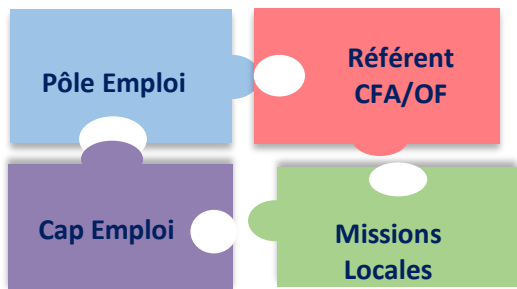 Pôle Emploi
Référent
CFA/OF
Cap Emploi
Missions
Locales